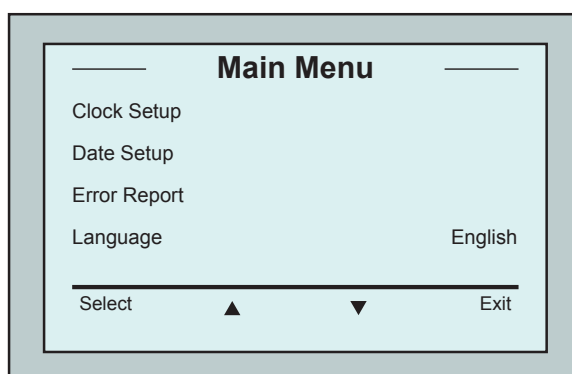 Main Menu
Clock Setup
Date Setup
Error Report
Language English
Select ▲ ▼ Exit